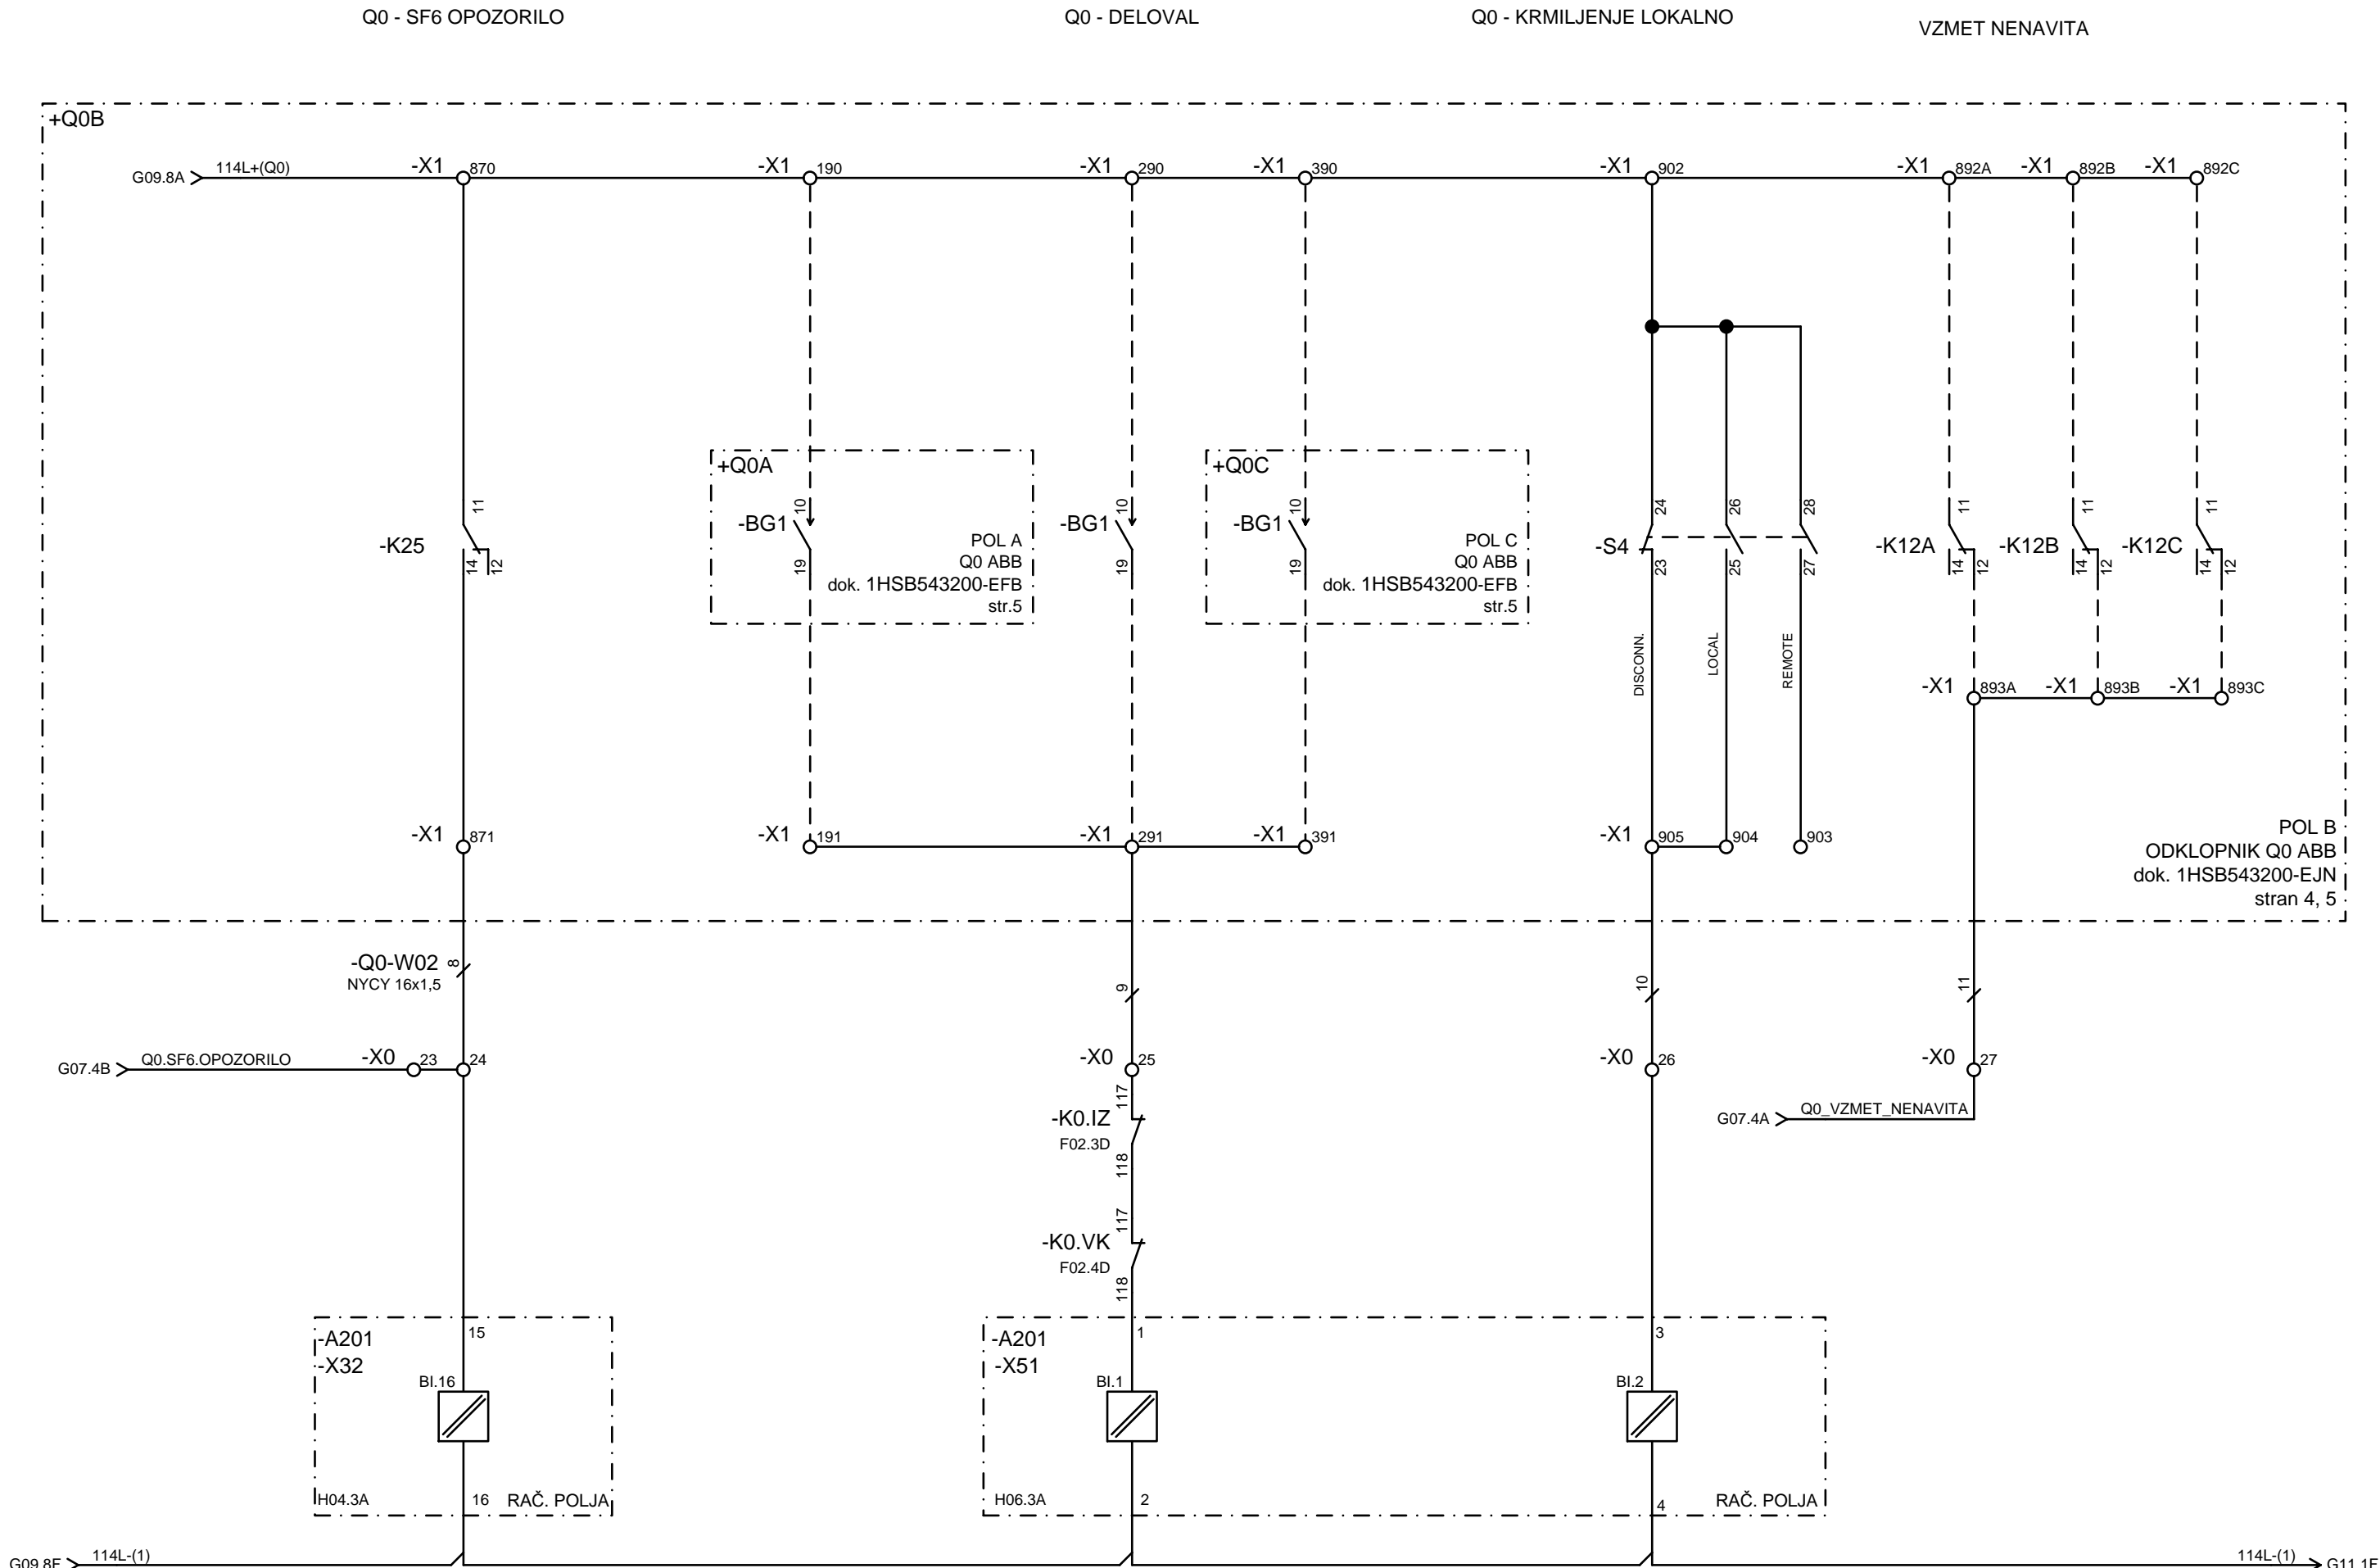 Q0 - SF6 OPOZORILO
Q0 - DELOVAL
Q0 - KRMILJENJE LOKALNO
VZMET NENAVITA
+Q0B
G09.8A
114L+(Q0)
-X1 870
-X1 190
-X1 290
-X1 390
-X1 902
-X1 892A
-X1 892B
-X1 892C
+Q0A
+Q0C
-K25
11
14
12
-BG1
10
19
POL A
Q0 ABB
dok. 1HSB543200-EFB
str.5
-BG1
10
19
-BG1
10
19
POL C
Q0 ABB
dok. 1HSB543200-EFB
str.5
-S4
24
23
26
25
28
27
DISCONN.
LOCAL
REMOTE
-K12A
11
14
12
-K12B
11
14
12
-K12C
11
14
12
-X1 893A
-X1 893B
-X1 893C
-X1 871
-X1 191
-X1 291
-X1 391
-X1 905
904
903
POL B
ODKLOPNIK Q0 ABB
dok. 1HSB543200-EJN
stran 4, 5
-Q0-W02
NYCY 16x1,5
8
9
10
11
G07.4B
Q0.SF6.OPOZORILO
-X0 23
24
-X0 25
-X0 26
-X0 27
117
-K0.IZ
F02.3D
118
G07.4A
Q0_VZMET_NENAVITA
117
-K0.VK
F02.4D
118
-A201
-X32
15
BI.16
H04.3A
16
RAČ. POLJA
-A201
-X51
1
BI.1
3
BI.2
H06.3A
2
4
RAČ. POLJA
G09.8F
114L-(1)
114L-(1)